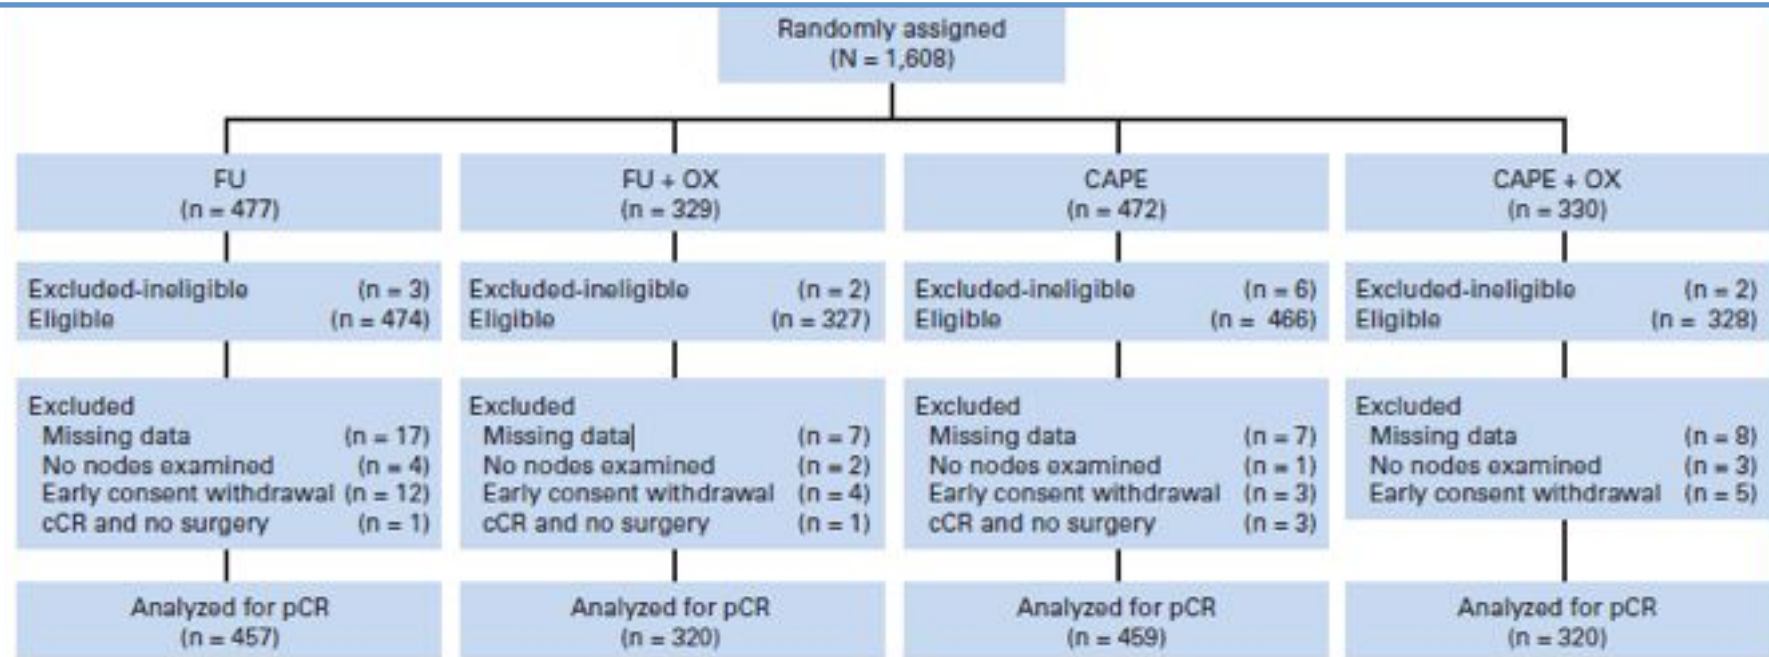 Randomly assigned
(N = 1,608)
FU
(n = 477)
FU + OX
(n = 329)
CAPE
(n = 472)
CAPE + OX
(n = 330)
Excluded-ineligible (n = 3)
Eligible (n = 474)
Excluded-ineligible (n = 2)
Eligible (n = 327)
Excluded-ineligible (n = 6)
Eligible (n = 466)
Excluded-ineligible (n = 2)
Eligible (n = 328)
Excluded
Missing data (n = 17)
No nodes examined (n = 4)
Early consent withdrawal (n = 12)
cCR and no surgery (n = 1)
Excluded
Missing data (n = 7)
No nodes examined (n = 2)
Early consent withdrawal (n = 4)
cCR and no surgery (n = 1)
Excluded
Missing data (n = 7)
No nodes examined (n = 1)
Early consent withdrawal (n = 3)
cCR and no surgery (n = 3)
Excluded
Missing data (n = 8)
No nodes examined (n = 3)
Early consent withdrawal (n = 5)
Analyzed for pCR
(n = 457)
Analyzed for pCR
(n = 320)
Analyzed for pCR
(n = 459)
Analyzed for pCR
(n = 320)